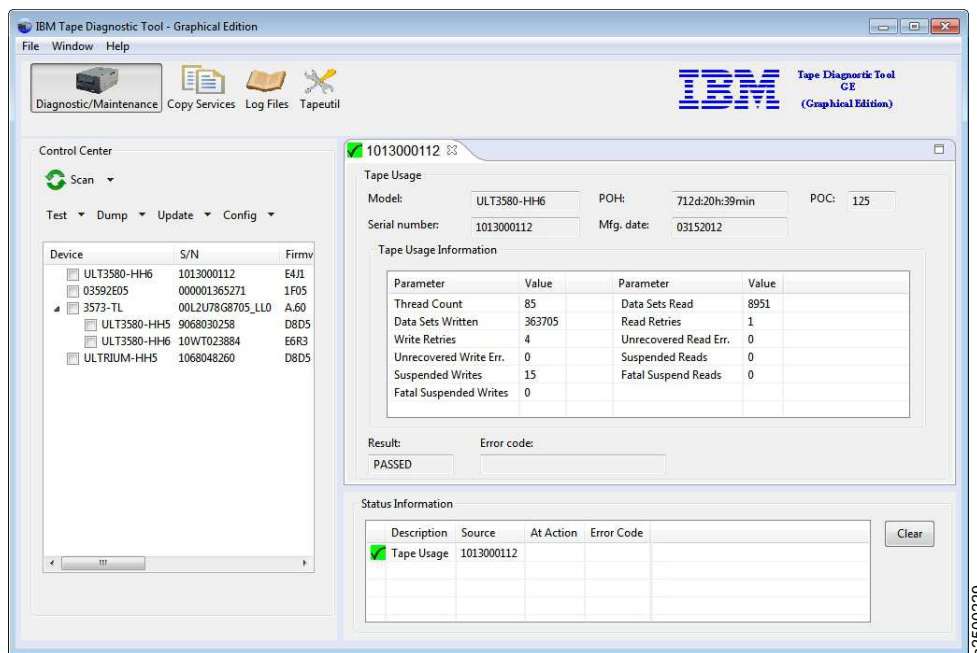 IBM Tape Diagnostic Tool - Graphical Edition
File Window Help
Diagnostic/Maintenance Copy Services Log Files Tapeutil
IBM
Tape Diagnostic Tool
GE
(Graphical Edition)
Control Center
Scan
Test Dump Update Config
Device S/N Firmv
ULT3580-HH6 1013000112 E4J1
03592E05 000001365271 1F05
3573-TL 00L2U78G8705_LL0 A.60
ULT3580-HH5 9068030258 D8D5
ULT3580-HH6 10WT023884 E6R3
ULTRIUM-HH5 1068048260 D8D5
1013000112
Tape Usage
Model: ULT3580-HH6 POH: 712d:20h:39min POC: 125
Serial number: 1013000112 Mfg. date: 03152012
Tape Usage Information
Parameter Value Parameter Value
Thread Count 85 Data Sets Read 8951
Data Sets Written 363705 Read Retries 1
Write Retries 4 Unrecovered Read Err. 0
Unrecovered Write Err. 0 Suspended Reads 0
Suspended Writes 15 Fatal Suspend Reads 0
Fatal Suspended Writes 0
Result: Error code:
PASSED
Status Information
Description Source At Action Error Code
Tape Usage 1013000112
Clear